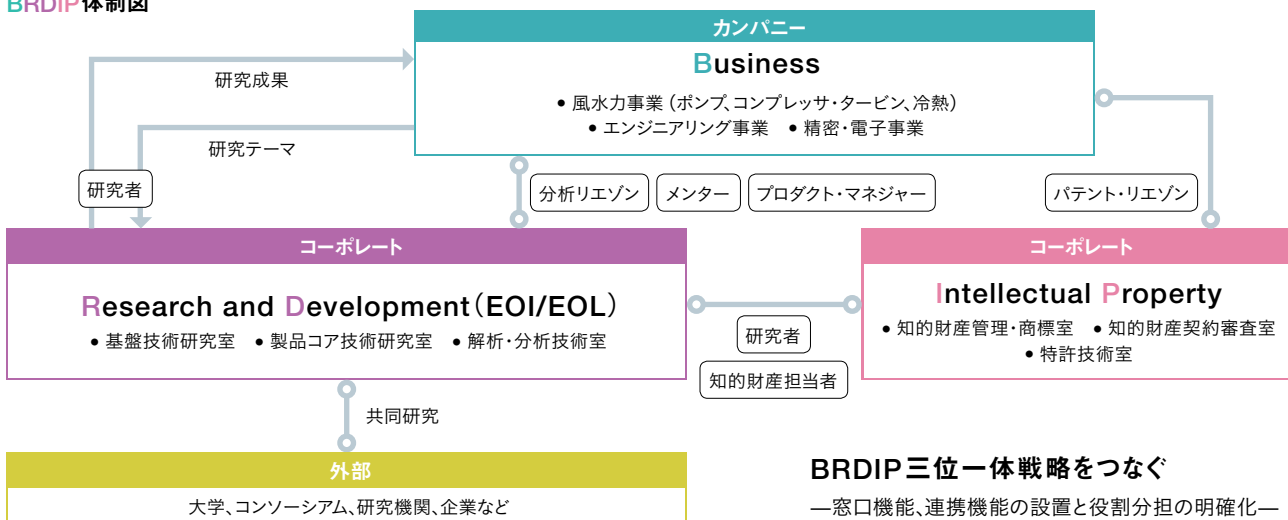 BRDIP体制図
カンパニー
Business
● 風水力事業（ポンプ、コンプレッサ・タービン、冷熱）
● エンジニアリング事業　● 精密・電子事業
研究成果
研究テーマ
研究者
分析リエゾン
メンター
プロダクト・マネジャー
パテント・リエゾン
コーポレート
Research and Development（EOI/EOL）
● 基盤技術研究室　● 製品コア技術研究室　● 解析・分析技術室
研究者
知的財産担当者
コーポレート
Intellectual Property
● 知的財産管理・商標室　● 知的財産契約審査室
● 特許技術室
共同研究
外部
大学、コンソーシアム、研究機関、企業など
BRDIP三位一体戦略をつなぐ
―窓口機能、連携機能の設置と役割分担の明確化―